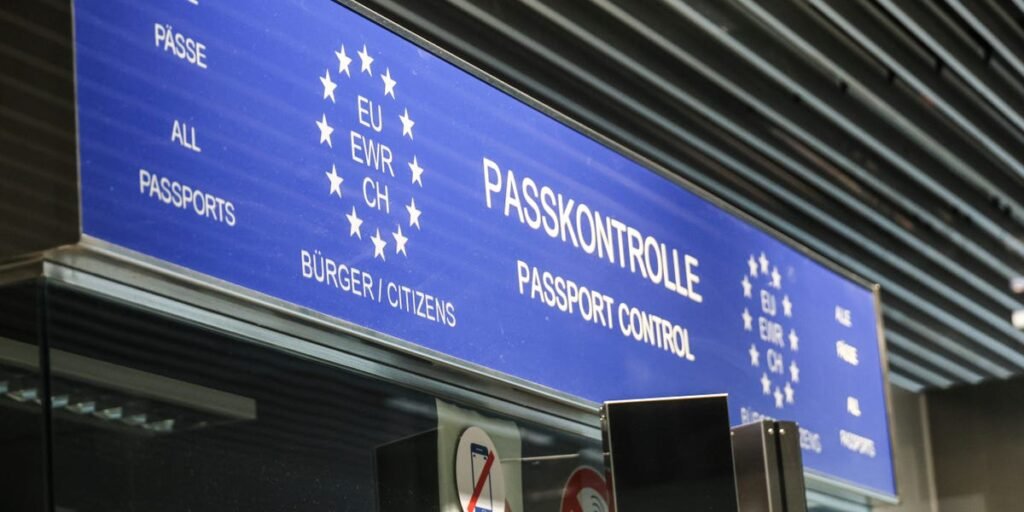 PÄSSE
ALL
PASSPORTS
EU
EWR
CH
BÜRGER / CITIZENS
PASSKONTROLLE
PASSPORT CONTROL
EU
EWR
CH
ALLE
PÄSSE
ALL
PASSPORTS